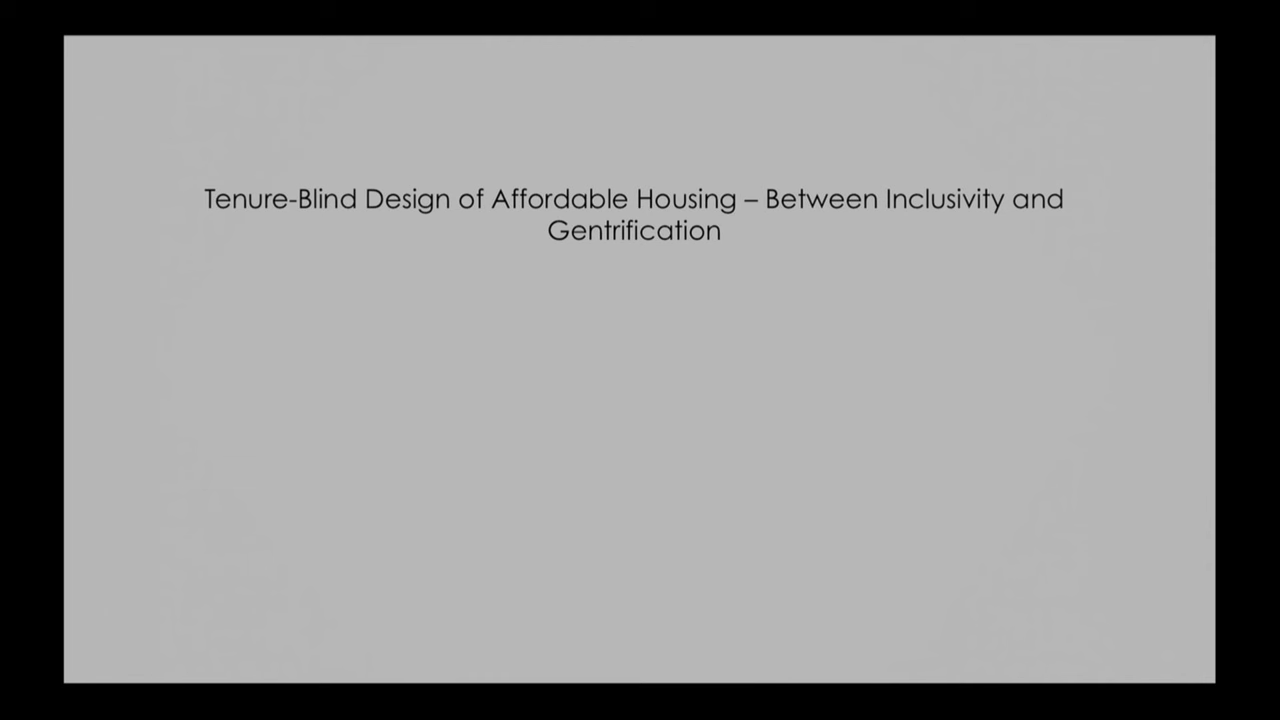 Tenure-Blind Design of Affordable Housing – Between Inclusivity and
Gentrification